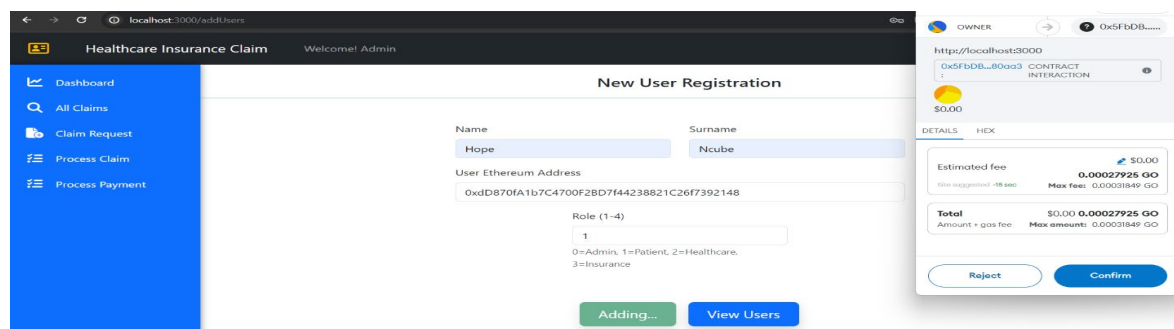 localhost:3000/addUsers
Healthcare Insurance Claim Welcome! Admin
Dashboard
All Claims
Claim Request
Process Claim
Process Payment
New User Registration
Name Surname
Hope Ncube
User Ethereum Address
0xdD870fA1b7C4700F2BD7f44238821C26f7392148
Role (1-4)
1
0=Admin, 1=Patient, 2=Healthcare,
3=Insurance
Adding... View Users
OWNER 0x5FbDB......
http://localhost:3000
0x5FbDB...80aa3 CONTRACT
: INTERACTION
$0.00
DETAILS HEX
$0.00
Estimated fee
0.00027925 GO
Site suggested ~15 sec Max fee: 0.00031849 GO
Total $0.00 0.00027925 GO
Amount + gas fee Max amount: 0.00031849 GO
Reject Confirm